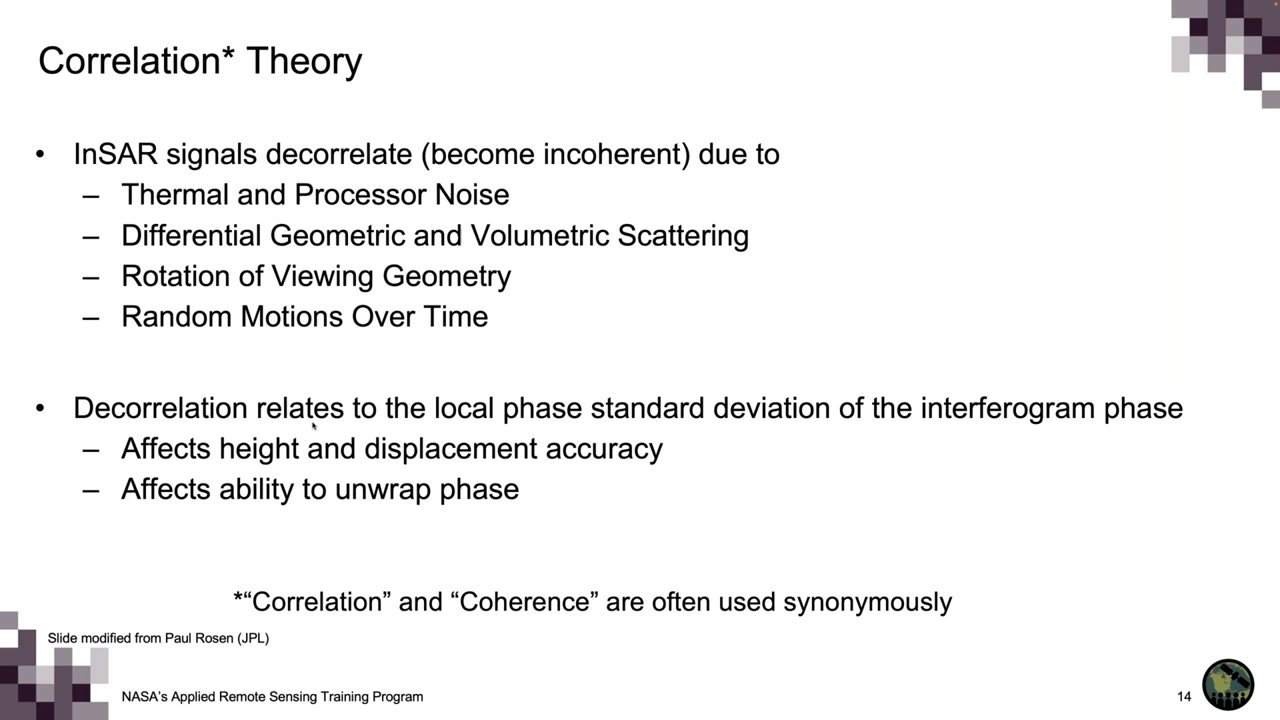 Correlation* Theory
• InSAR signals decorrelate (become incoherent) due to
– Thermal and Processor Noise
– Differential Geometric and Volumetric Scattering
– Rotation of Viewing Geometry
– Random Motions Over Time
• Decorrelation relates to the local phase standard deviation of the interferogram phase
– Affects height and displacement accuracy
– Affects ability to unwrap phase
*“Correlation” and “Coherence” are often used synonymously
Slide modified from Paul Rosen (JPL)
NASA’s Applied Remote Sensing Training Program
14